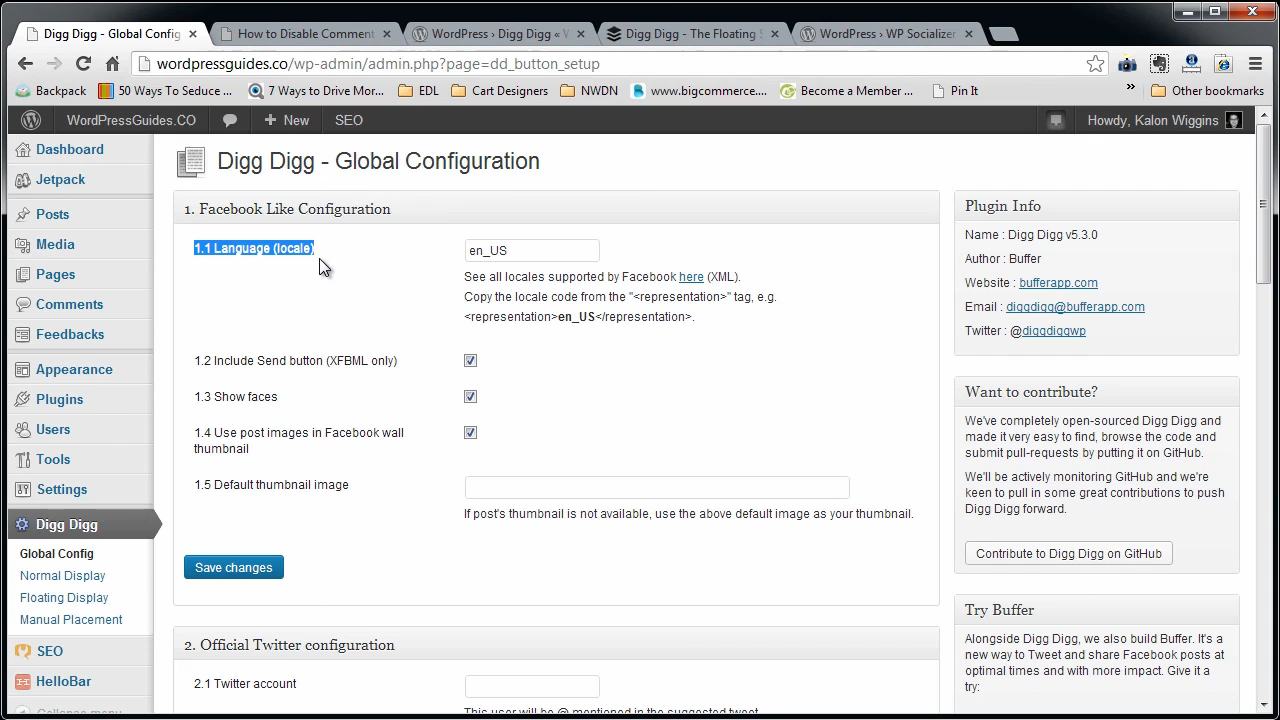 Digg Digg - Global Config
How to Disable Comment
WordPress › Digg Digg «
Digg Digg - The Floating
WordPress › WP Socializer
wordpressguides.co/wp-admin/admin.php?page=dd_button_setup
Backpack
50 Ways To Seduce ...
7 Ways to Drive Mor...
EDL
Cart Designers
NWDN
www.bigcommerce....
Become a Member ...
Pin It
»
Other bookmarks
WordPressGuides.CO
+ New
SEO
Howdy, Kalon Wiggins
Dashboard
Jetpack
Posts
Media
Pages
Comments
Feedbacks
Appearance
Plugins
Users
Tools
Settings
Digg Digg
Global Config
Normal Display
Floating Display
Manual Placement
SEO
HelloBar
Collapse menu
Digg Digg - Global Configuration
1. Facebook Like Configuration
1.1 Language (locale)
en_US
See all locales supported by Facebook here (XML).
Copy the locale code from the "<representation>" tag, e.g.
<representation>en_US</representation>.
1.2 Include Send button (XFBML only)
1.3 Show faces
1.4 Use post images in Facebook wall
thumbnail
1.5 Default thumbnail image
If post's thumbnail is not available, use the above default image as your thumbnail.
Save changes
2. Official Twitter configuration
2.1 Twitter account
This user will be @ mentioned in the suggested tweet
Plugin Info
Name : Digg Digg v5.3.0
Author : Buffer
Website : bufferapp.com
Email : diggdigg@bufferapp.com
Twitter : @diggdiggwp
Want to contribute?
We've completely open-sourced Digg Digg and
made it very easy to find, browse the code and
submit pull-requests by putting it on GitHub.
We'll be actively monitoring GitHub and we're
keen to pull in some great contributions to push
Digg Digg forward.
Contribute to Digg Digg on GitHub
Try Buffer
Alongside Digg Digg, we also build Buffer. It's a
new way to Tweet and share Facebook posts at
optimal times and with more impact. Give it a
try: